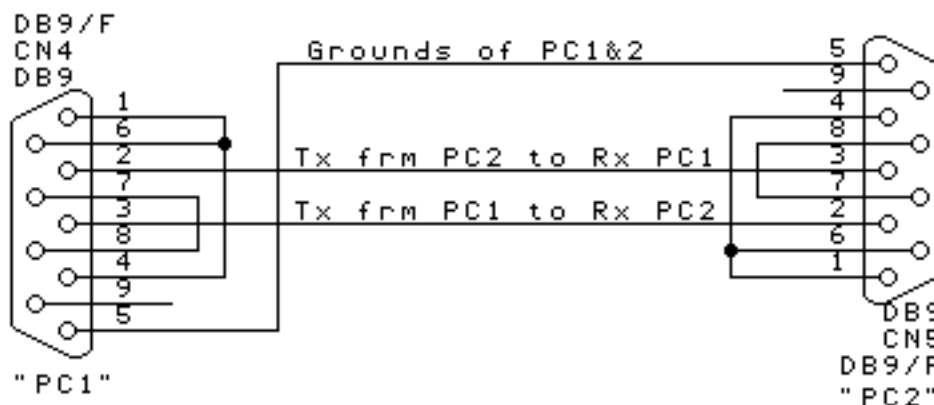 DB9/F
CN4
DB9
Grounds of PC1&2
Tx frm PC2 to Rx PC1
Tx frm PC1 to Rx PC2
1
6
2
7
3
8
4
9
5
"PC1"
5
9
4
8
3
7
2
6
1
DB9
CN5
DB9/F
"PC2"